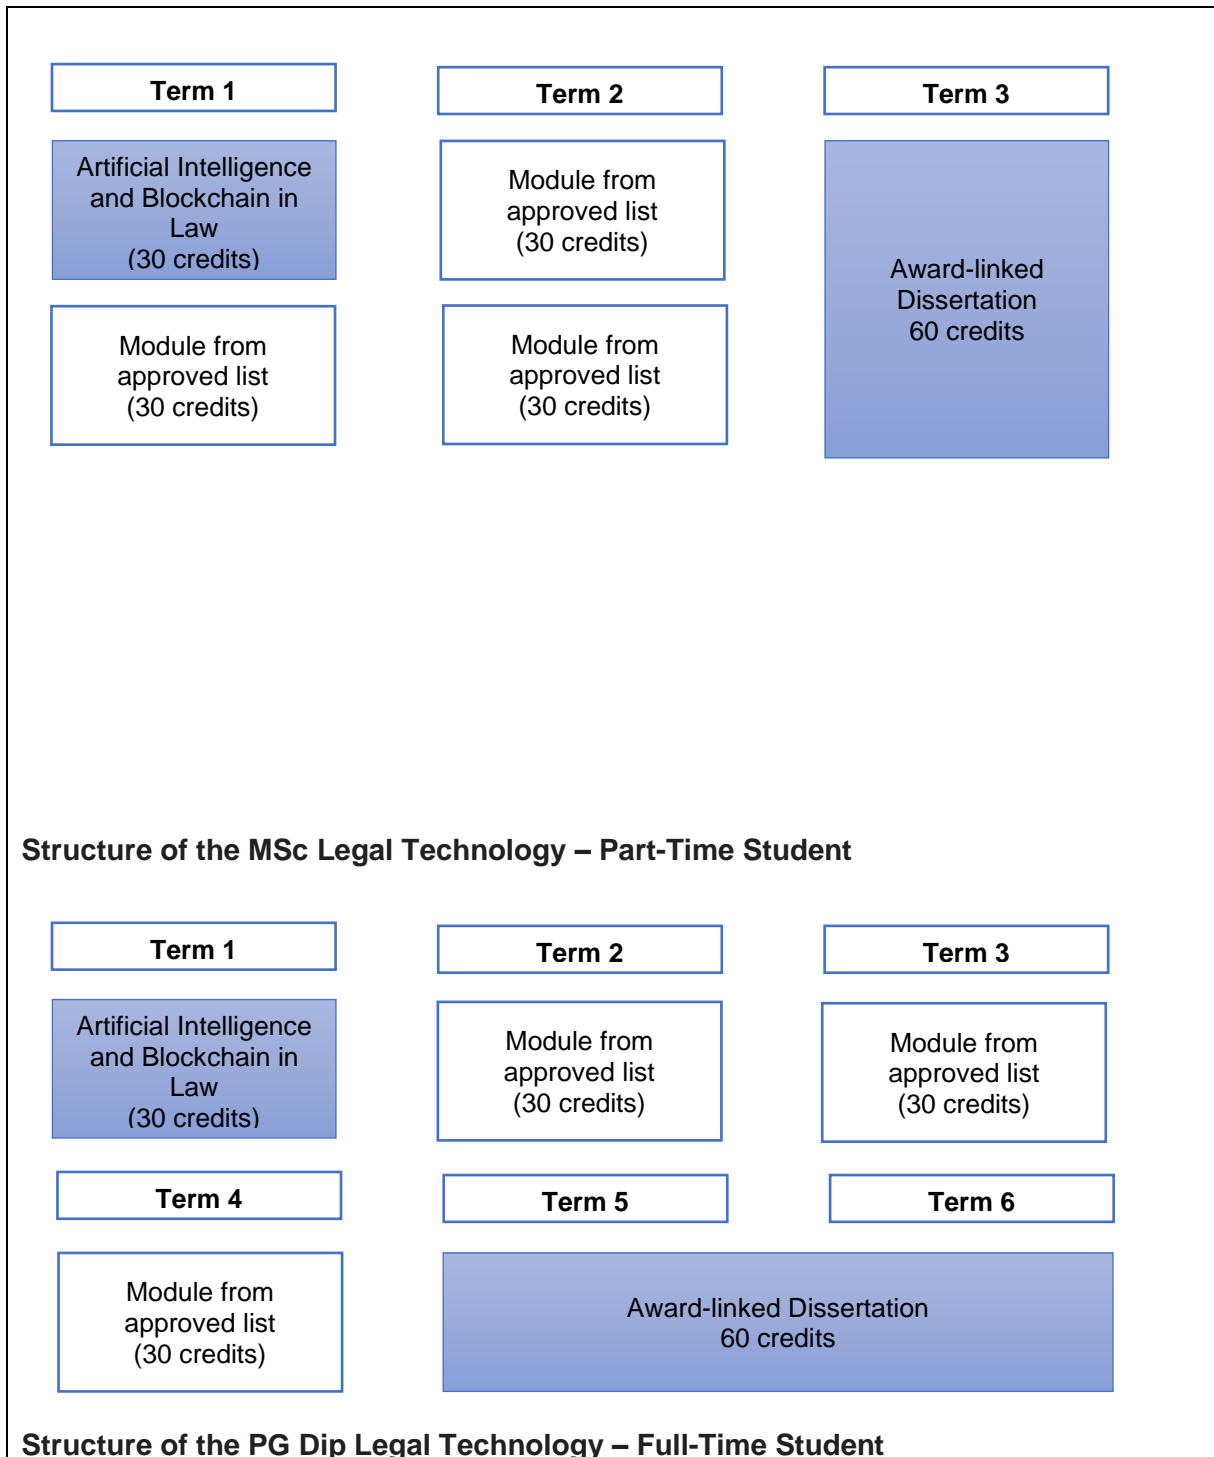 Term 1
Term 2
Term 3
Artificial Intelligence
and Blockchain in
Law
(30 credits)
Module from
approved list
(30 credits)
Award-linked
Dissertation
60 credits
Module from
approved list
(30 credits)
Module from
approved list
(30 credits)
Structure of the MSc Legal Technology – Part-Time Student
Term 1
Term 2
Term 3
Artificial Intelligence
and Blockchain in
Law
(30 credits)
Module from
approved list
(30 credits)
Module from
approved list
(30 credits)
Term 4
Term 5
Term 6
Module from
approved list
(30 credits)
Award-linked Dissertation
60 credits
Structure of the PG Dip Legal Technology – Full-Time Student